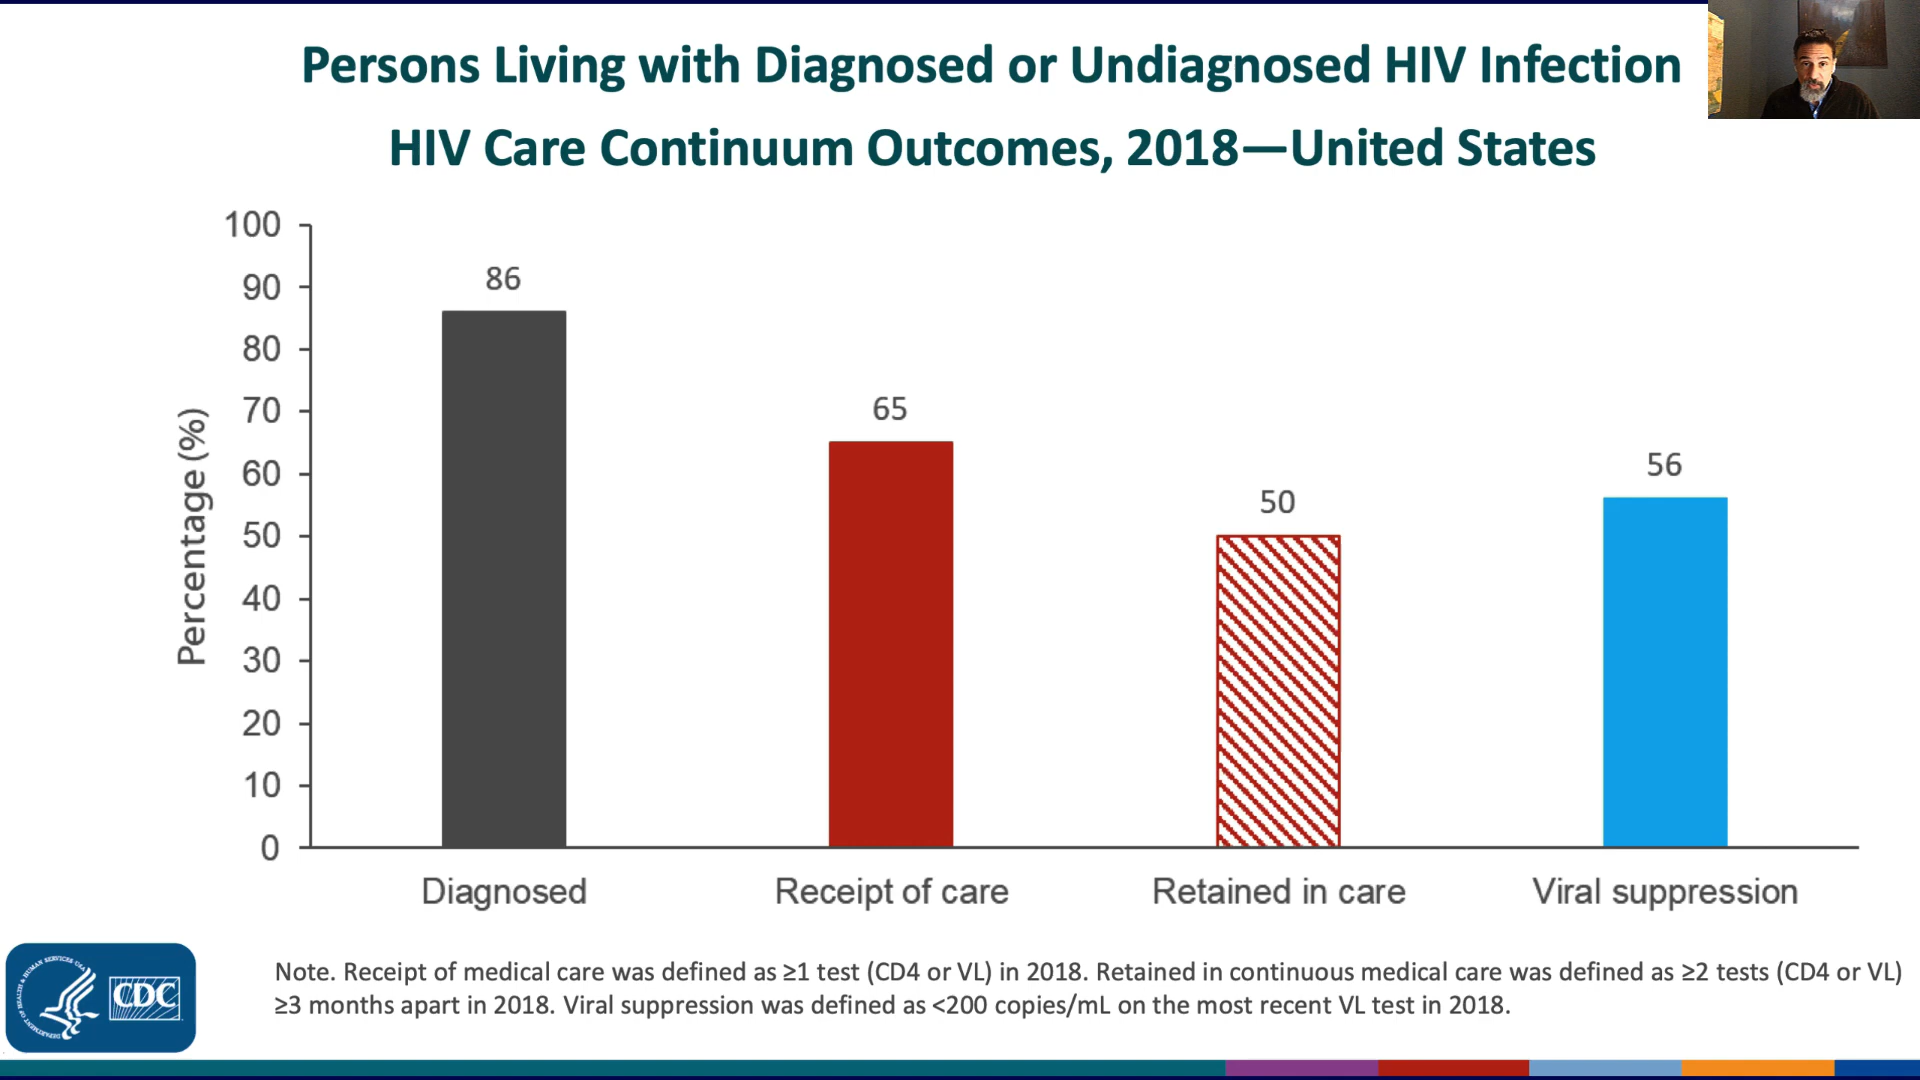 Persons Living with Diagnosed or Undiagnosed HIV Infection
HIV Care Continuum Outcomes, 2018—United States
Percentage (%)
100
90
80
70
60
50
40
30
20
10
0
86
65
50
56
Diagnosed
Receipt of care
Retained in care
Viral suppression
CDC
Note. Receipt of medical care was defined as ≥1 test (CD4 or VL) in 2018. Retained in continuous medical care was defined as ≥2 tests (CD4 or VL)
≥3 months apart in 2018. Viral suppression was defined as <200 copies/mL on the most recent VL test in 2018.